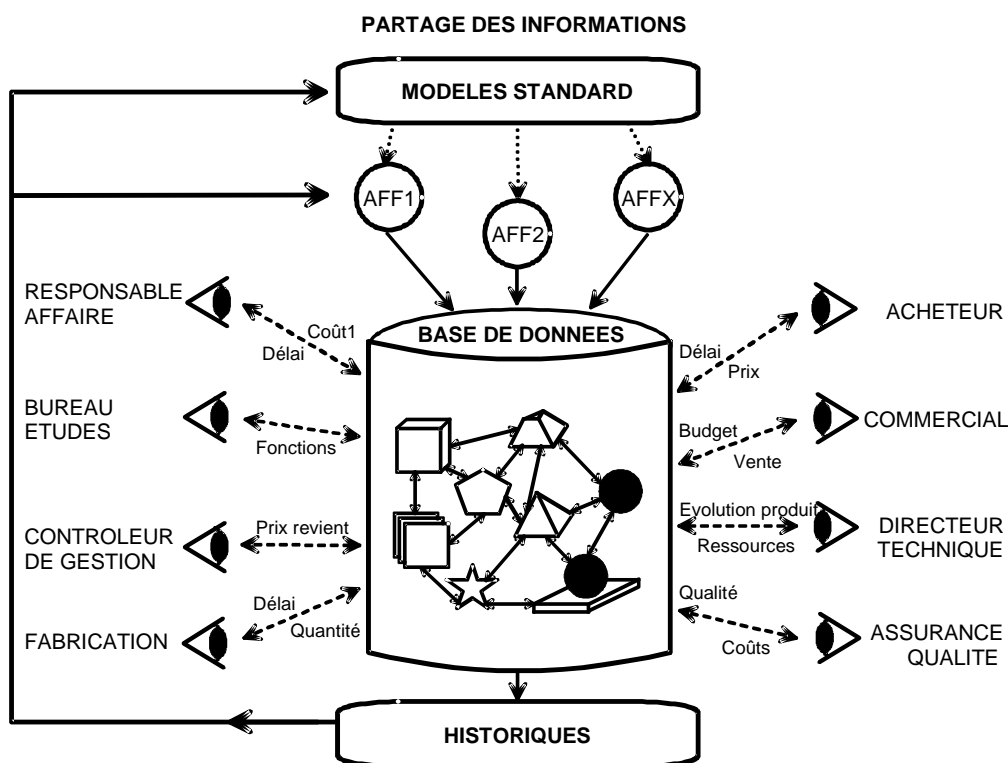 PARTAGE DES INFORMATIONS
MODELES STANDARD
AFF1
AFF2
AFFX
BASE DE DONNEES
RESPONSABLE
AFFAIRE
Coût1
Délai
BUREAU
ETUDES
Fonctions
CONTROLEUR
DE GESTION
Prix revient
FABRICATION
Délai
Quantité
Délai
Prix
ACHETEUR
Budget
Vente
COMMERCIAL
Evolution produit
Ressources
DIRECTEUR
TECHNIQUE
Qualité
Coûts
ASSURANCE
QUALITE
HISTORIQUES